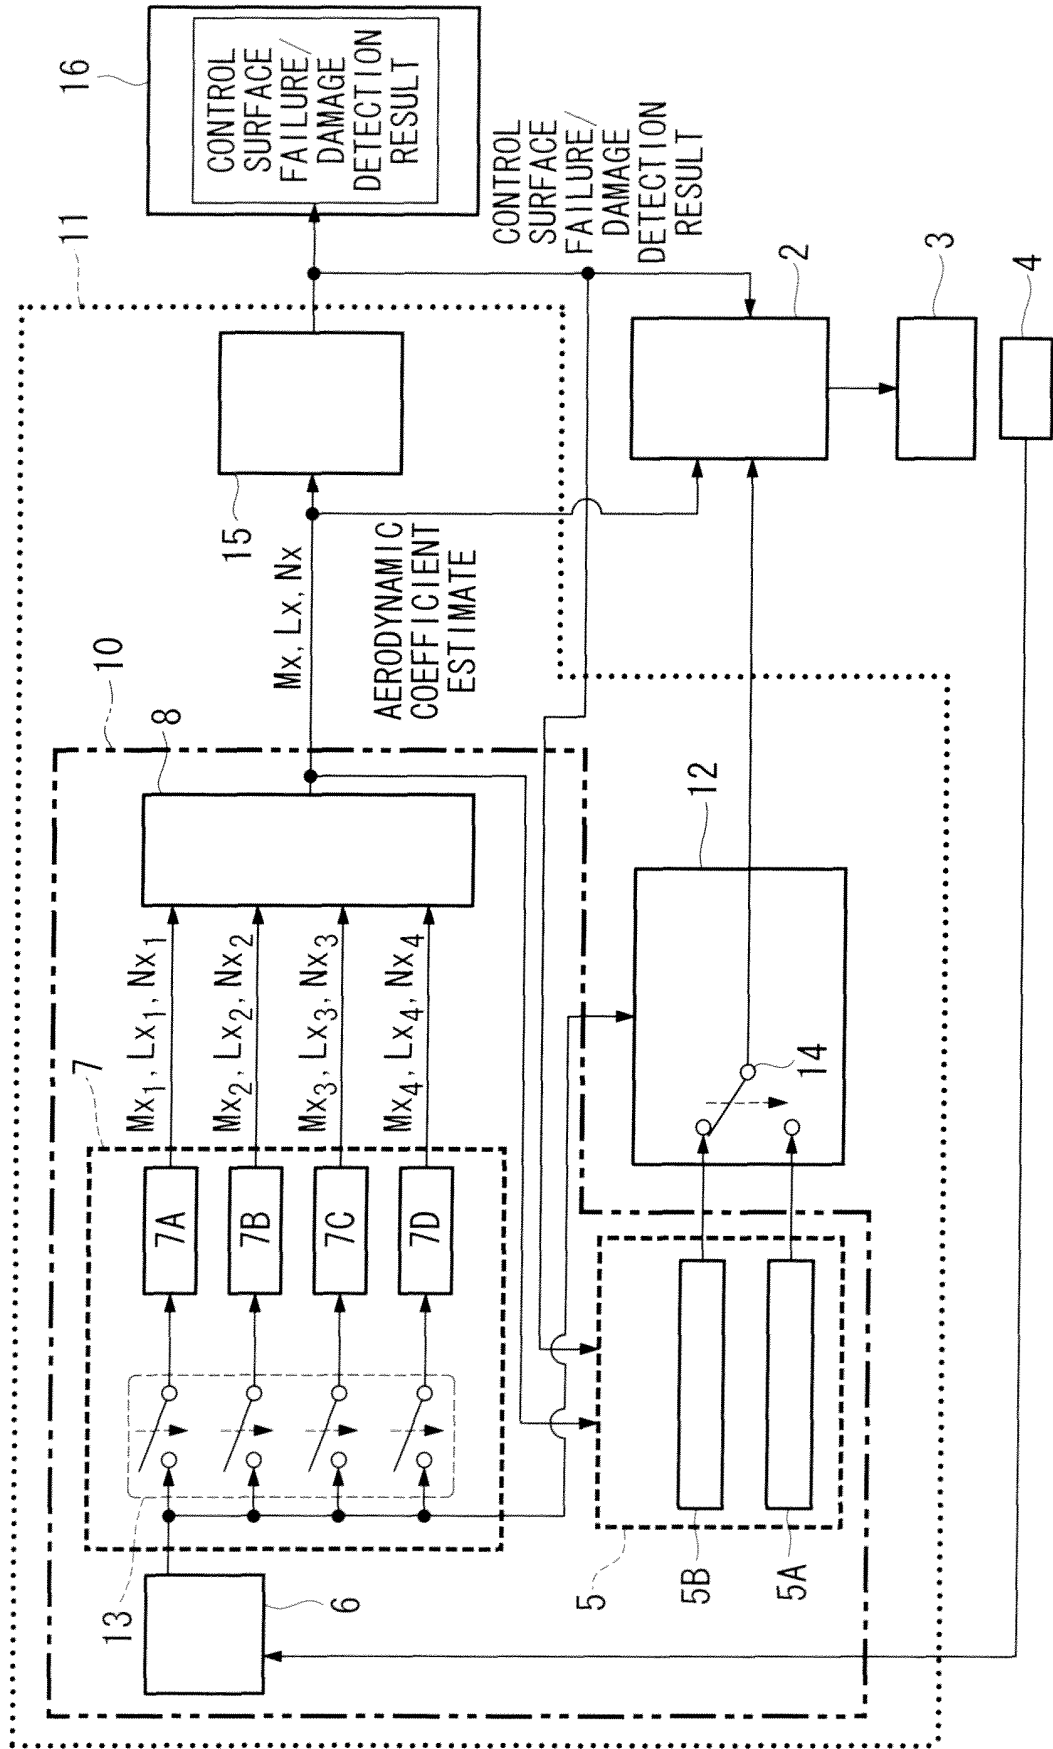 11
16
10
8
7
13
6
7A
7B
7C
7D
Mx₁, Lx₁, Nx₁
Mx₂, Lx₂, Nx₂
Mx₃, Lx₃, Nx₃
Mx₄, Lx₄, Nx₄
Mx, Lx, Nx
AERODYNAMIC
COEFFICIENT
ESTIMATE
15
CONTROL
SURFACE
FAILURE/
DAMAGE
DETECTION
RESULT
CONTROL
SURFACE
FAILURE/
DAMAGE
DETECTION
RESULT
5
5B
5A
12
14
2
3
4